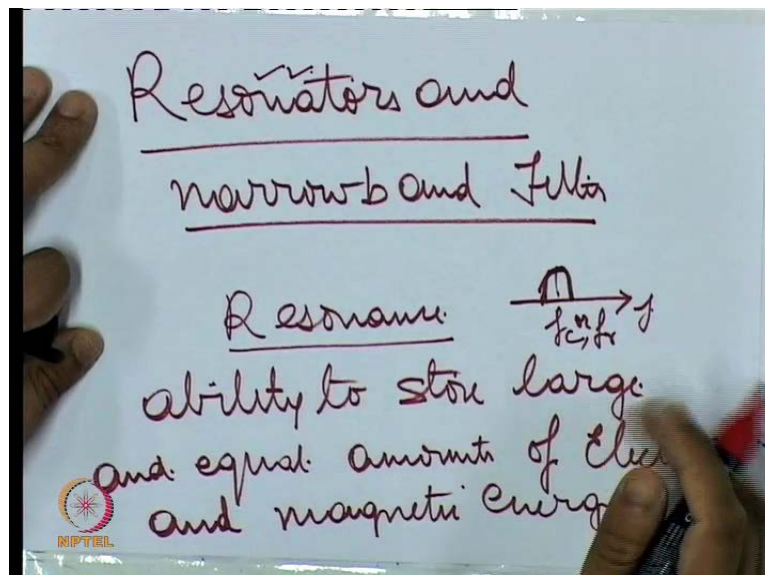 Resonators and
narrowband Filter
Resonance
f
fc, fr
ability to store large
and equal amounts of Elec
and magnetic energ
NPTEL